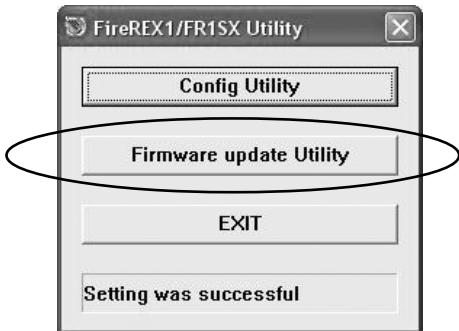 FireREX1/FR1SX Utility
Config Utility
Firmware update Utility
EXIT
Setting was successful